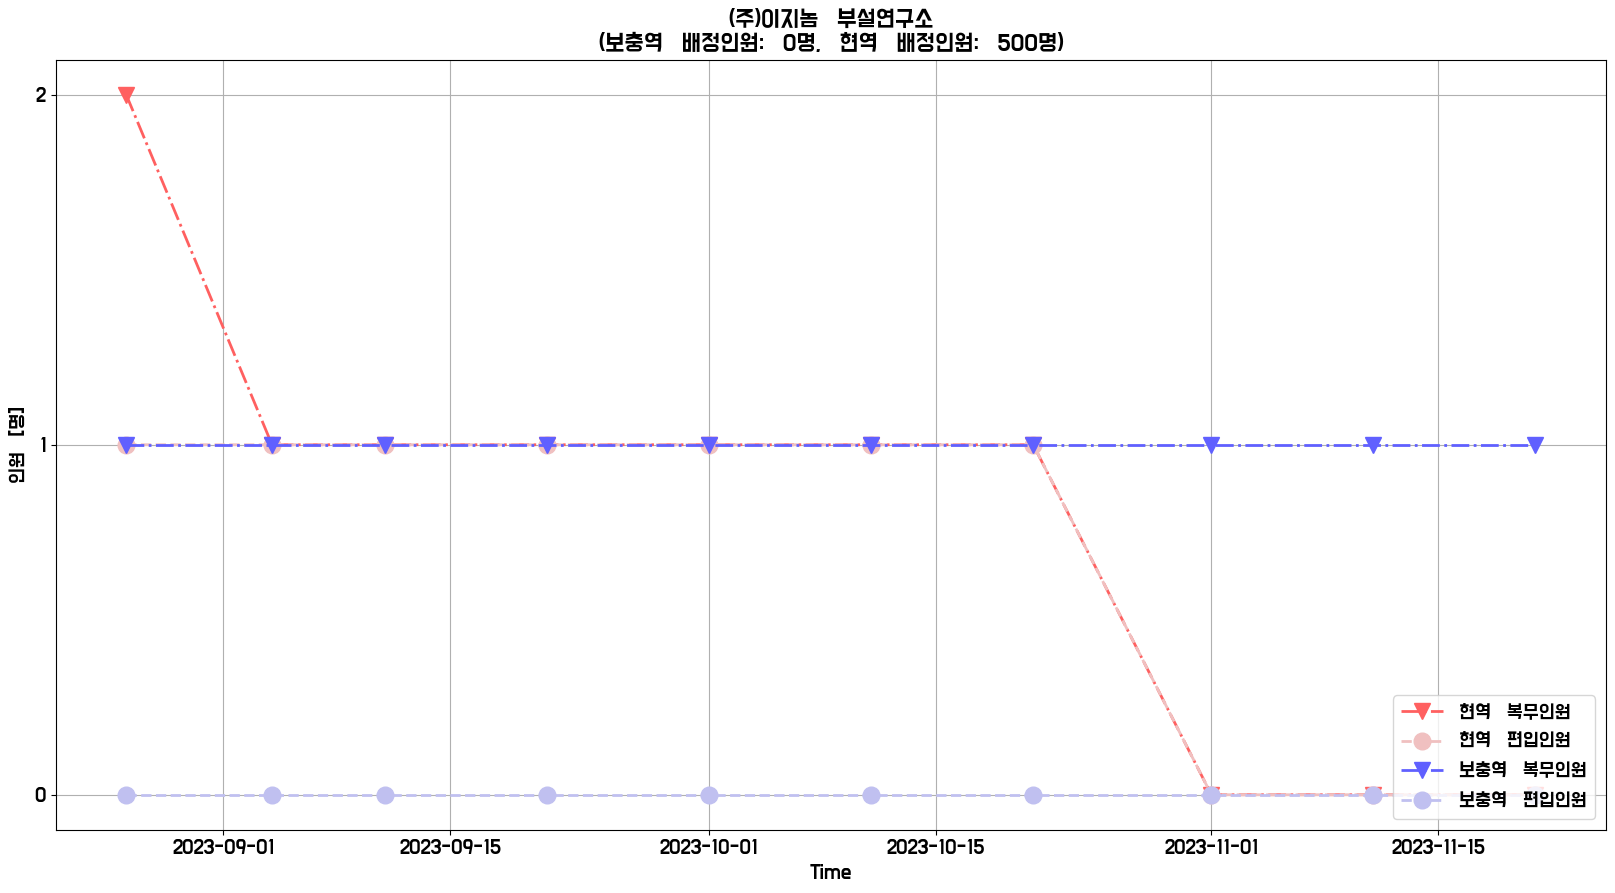 (주)이지놈 부설연구소
(보충역 배정인원: 0명, 현역 배정인원: 500명)
2
1
0
인원 [명]
현역 복무인원
현역 편입인원
보충역 복무인원
보충역 편입인원
2023-09-01
2023-09-15
2023-10-01
2023-10-15
2023-11-01
2023-11-15
Time